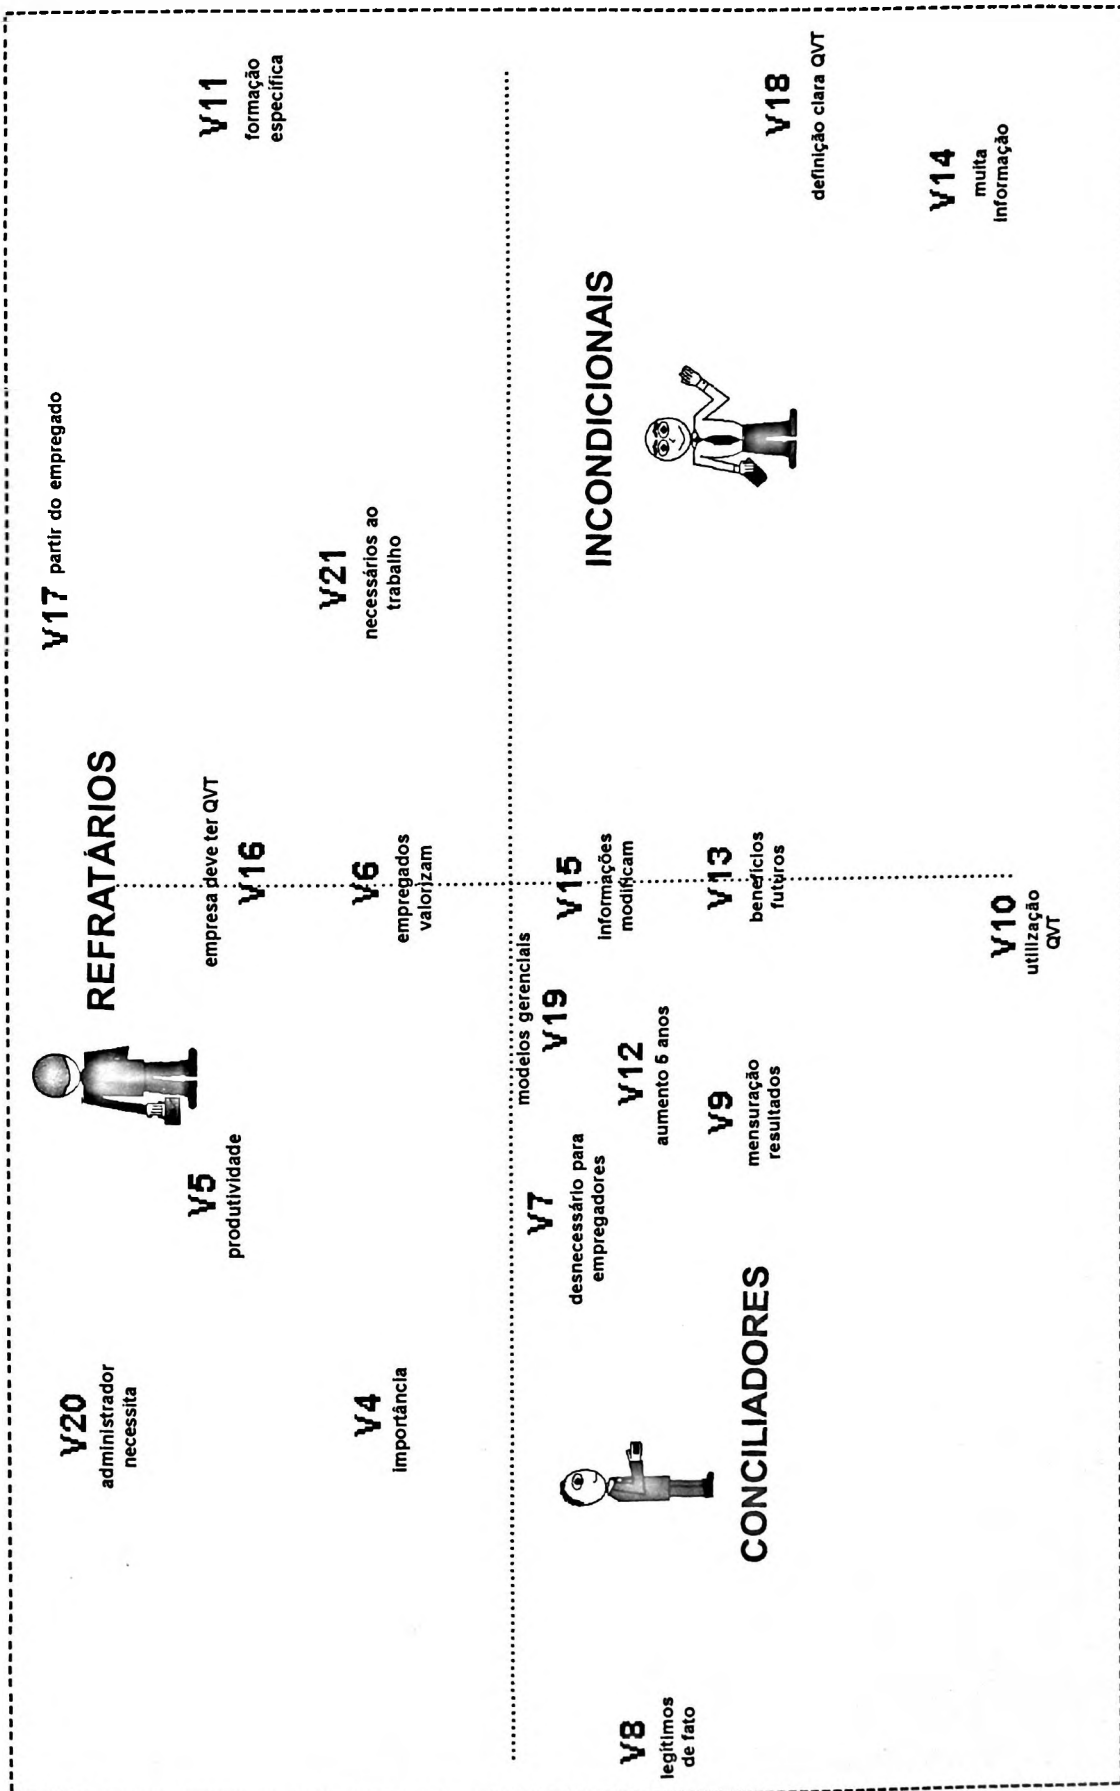 V17 partir do empregado
V20
administrador
necessita
REFRATÁRIOS
V5
produtividade
empresa deve ter QVT
V16
V11
formação
específica
V21
necessários ao
trabalho
V4
importância
V6
empregados
valorizam
modelos gerenciais
V19
V7
desnecessário para
empregadores
V15
informações
modificam
INCONDICIONAIS
V8
legítimos
de fato
V12
aumento 5 anos
V9
mensuração
resultados
V13
benefícios
futuros
CONCILIADORES
V18
definição clara QVT
V14
muita
informação
V10
utilização
QVT